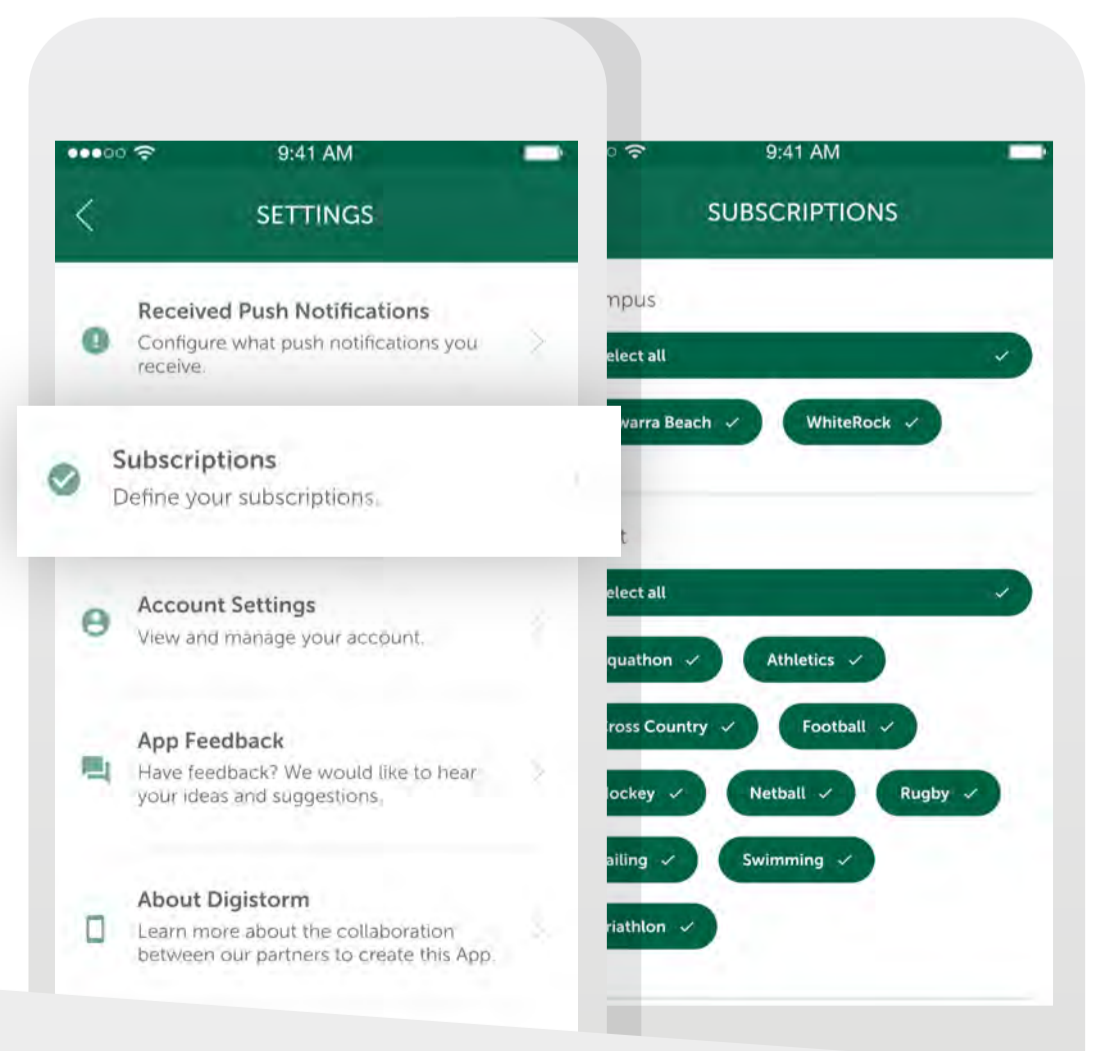 9:41 AM
SETTINGS
Received Push Notifications
Configure what push notifications you
receive.
Subscriptions
Define your subscriptions.
Account Settings
View and manage your account.
App Feedback
Have feedback? We would like to hear
your ideas and suggestions.
About Digistorm
Learn more about the collaboration
between our partners to create this App.
9:41 AM
SUBSCRIPTIONS
mpus
elect all
warra Beach WhiteRock
t
elect all
quathon Athletics
ross Country Football
ockey Netball Rugby
ailing Swimming
riathlon